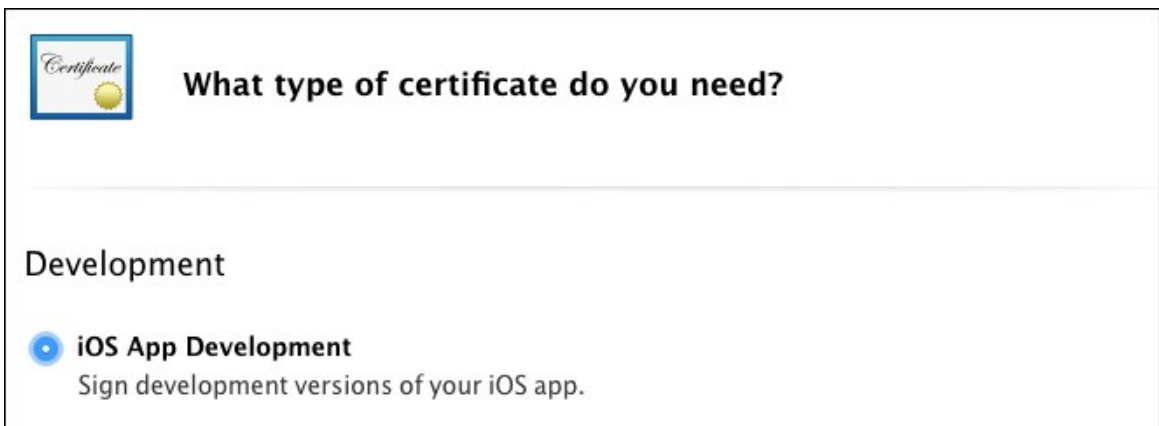 Certificate
What type of certificate do you need?
Development
iOS App Development
Sign development versions of your iOS app.